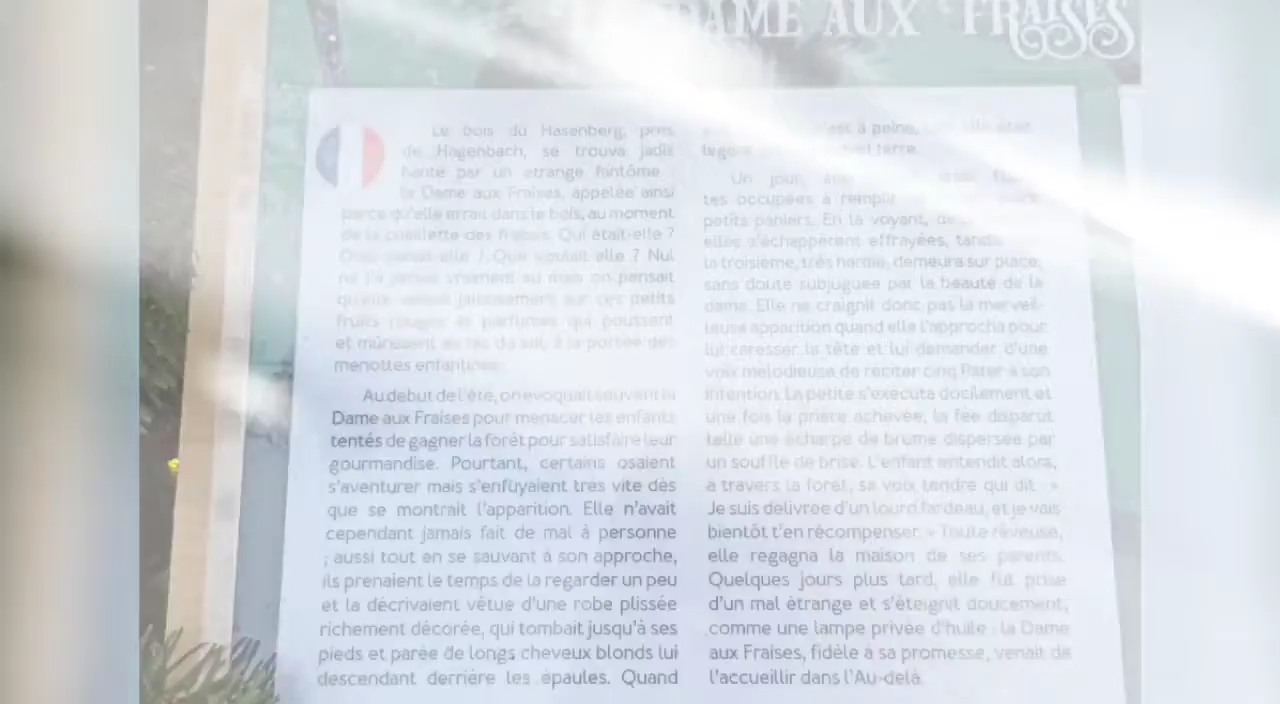 DAME AUX FRAISES
Le bois du Hasenberg, près
de Hagenbach, se trouva jadis
hanté par un étrange fantôme.
la Dame aux Fraises, appelée ainsi
parce qu'elle errait dans le bois, au moment
de la cueillette des fraises. Qui était-elle ?
elle ? Que voulait elle ? Nul
ne l'a jamais vraiment su mais on pensait
qu'elle veillait jalousement sur ces petits
fruits rouges et parfumés qui poussent
et mûrissent au ras du sol, à la portée des
menottes enfantines.
Au début de l'été, on évoquait souvent la
Dame aux Fraises pour menacer les enfants
tentés de gagner la forêt pour satisfaire leur
gourmandise. Pourtant, certains osaient
s'aventurer mais s'enfuyaient très vite dès
que se montrait l'apparition. Elle n'avait
cependant jamais fait de mal à personne
; aussi tout en se sauvant à son approche,
ils prenaient le temps de la regarder un peu
et la décrivaient vêtue d'une robe plissée
richement décorée, qui tombait jusqu'à ses
pieds et parée de longs cheveux blonds lui
descendant derrière les épaules. Quand
c'est à peine, elle était
terre.
Un jour,
tes occupées à remplir
petits paniers. En la voyant,
elles s'échappèrent effrayées, tandis
la troisième, très hardie, demeura sur place,
sans doute subjuguée par la beauté de la
dame. Elle ne craignit donc pas la merveil-
leuse apparition quand elle l'approcha pour
lui caresser la tête et lui demander d'une
voix mélodieuse de réciter cinq Pater à son
intention. La petite s'exécuta docilement et
une fois la prière achevée, la fée disparut
telle une écharpe de brume dispersée par
un souffle de brise. L'enfant entendit alors,
à travers la forêt, sa voix tendre qui dit : «
Je suis délivrée d'un lourd fardeau, et je vais
bientôt t'en récompenser. » Toute rêveuse,
elle regagna la maison de ses parents.
Quelques jours plus tard, elle fut prise
d'un mal étrange et s'éteignit doucement,
comme une lampe privée d'huile : la Dame
aux Fraises, fidèle à sa promesse, venait de
l'accueillir dans l'Au-delà.